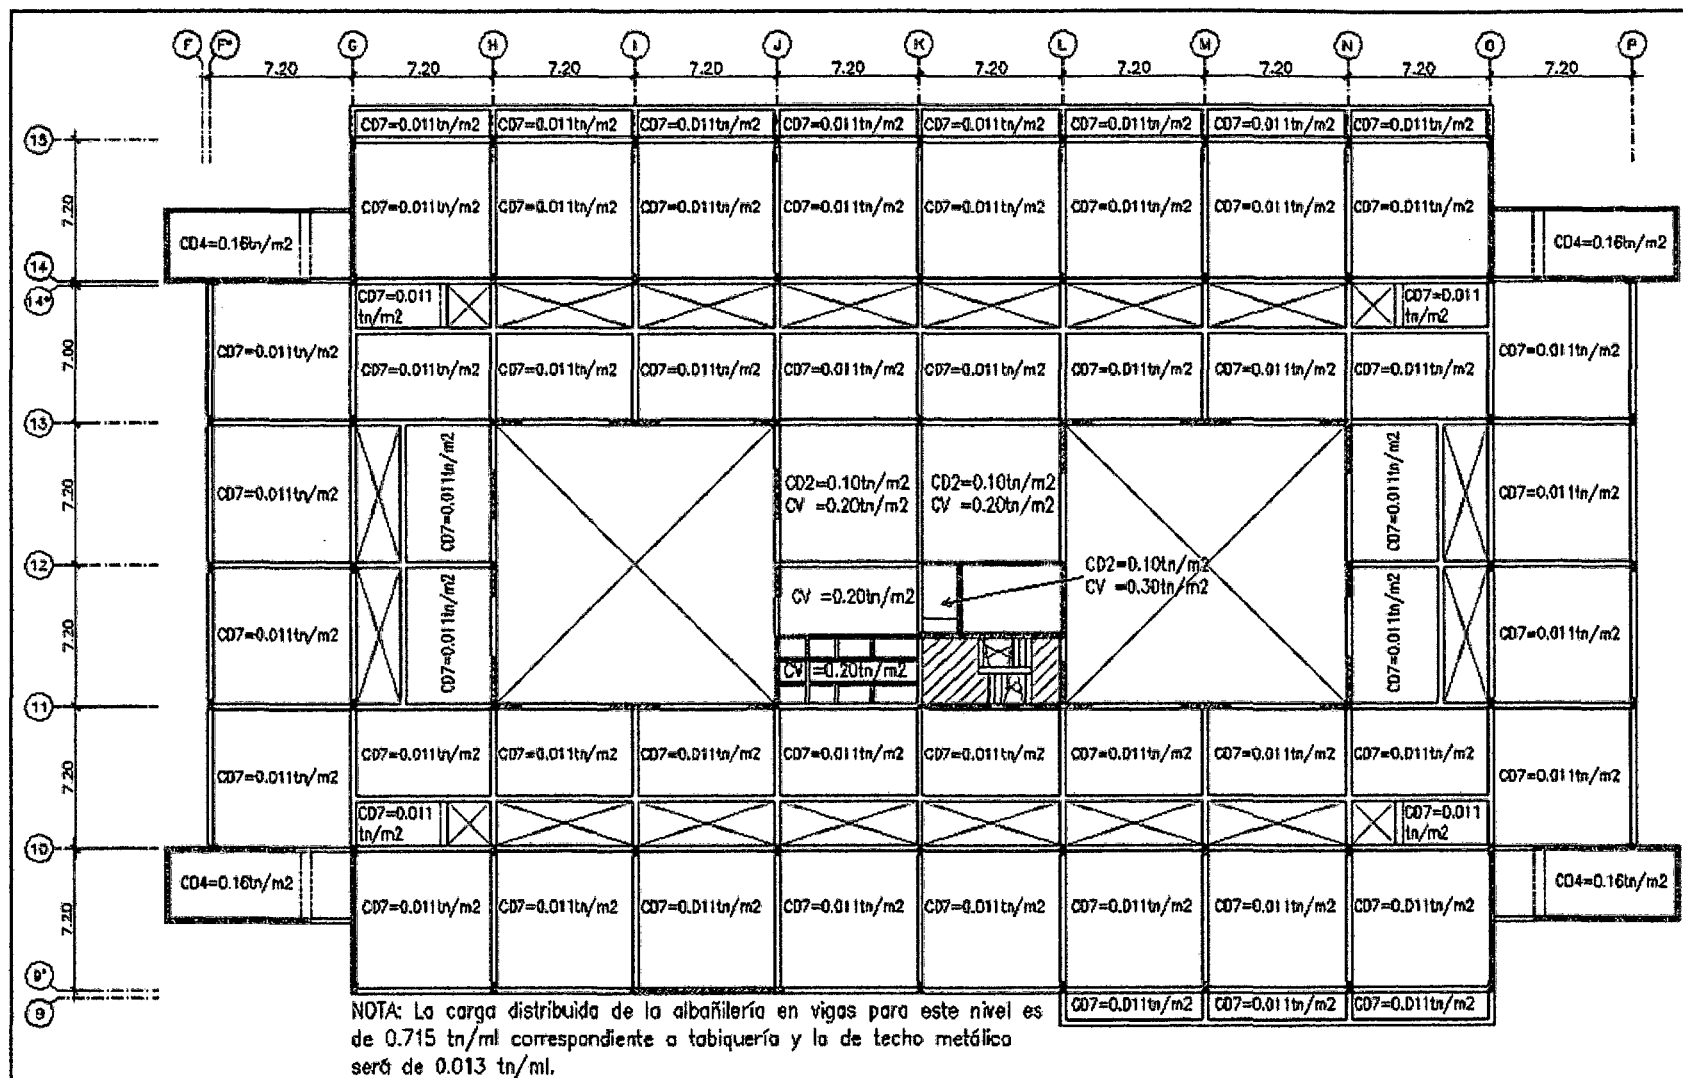 F F* G H I J K L M N O P
7.20 7.20 7.20 7.20 7.20 7.20 7.20 7.20 7.20 7.20
15
CD7=0.011tn/m2 CD7=0.011tn/m2 CD7=0.011tn/m2 CD7=0.011tn/m2 CD7=0.011tn/m2 CD7=0.011tn/m2 CD7=0.011tn/m2 CD7=0.011tn/m2
7.20
CD7=0.011tn/m2 CD7=0.011tn/m2 CD7=0.011tn/m2 CD7=0.011tn/m2 CD7=0.011tn/m2 CD7=0.011tn/m2 CD7=0.011tn/m2 CD7=0.011tn/m2
CD4=0.16tn/m2 CD4=0.16tn/m2
14
14*
CD7=0.011
tn/m2
CD7=0.011
tn/m2
7.00
CD7=0.011tn/m2 CD7=0.011tn/m2
CD7=0.011tn/m2 CD7=0.011tn/m2 CD7=0.011tn/m2 CD7=0.011tn/m2 CD7=0.011tn/m2 CD7=0.011tn/m2 CD7=0.011tn/m2 CD7=0.011tn/m2
13
7.20
CD7=0.011tn/m2
CD7=0.011tn/m2
CD2=0.10tn/m2
CV =0.20tn/m2
CD2=0.10tn/m2
CV =0.20tn/m2
CD7=0.011tn/m2
CD7=0.011tn/m2
12
CD2=0.10tn/m2
CV =0.30tn/m2
CV =0.20tn/m2
7.20
CD7=0.011tn/m2
CD7=0.011tn/m2
CD7=0.011tn/m2
CD7=0.011tn/m2
CV =0.20tn/m2
11
CD7=0.011tn/m2 CD7=0.011tn/m2 CD7=0.011tn/m2 CD7=0.011tn/m2 CD7=0.011tn/m2 CD7=0.011tn/m2 CD7=0.011tn/m2 CD7=0.011tn/m2
7.20
CD7=0.011tn/m2 CD7=0.011tn/m2
CD7=0.011
tn/m2
CD7=0.011
tn/m2
10
CD4=0.16tn/m2 CD4=0.16tn/m2
7.20
CD7=0.011tn/m2 CD7=0.011tn/m2 CD7=0.011tn/m2 CD7=0.011tn/m2 CD7=0.011tn/m2 CD7=0.011tn/m2 CD7=0.011tn/m2 CD7=0.011tn/m2
9'
9
CD7=0.011tn/m2 CD7=0.011tn/m2 CD7=0.011tn/m2
NOTA: La carga distribuida de la albañilería en vigas para este nivel es
de 0.715 tn/ml correspondiente a tabiquería y la de techo metálico
será de 0.013 tn/ml.